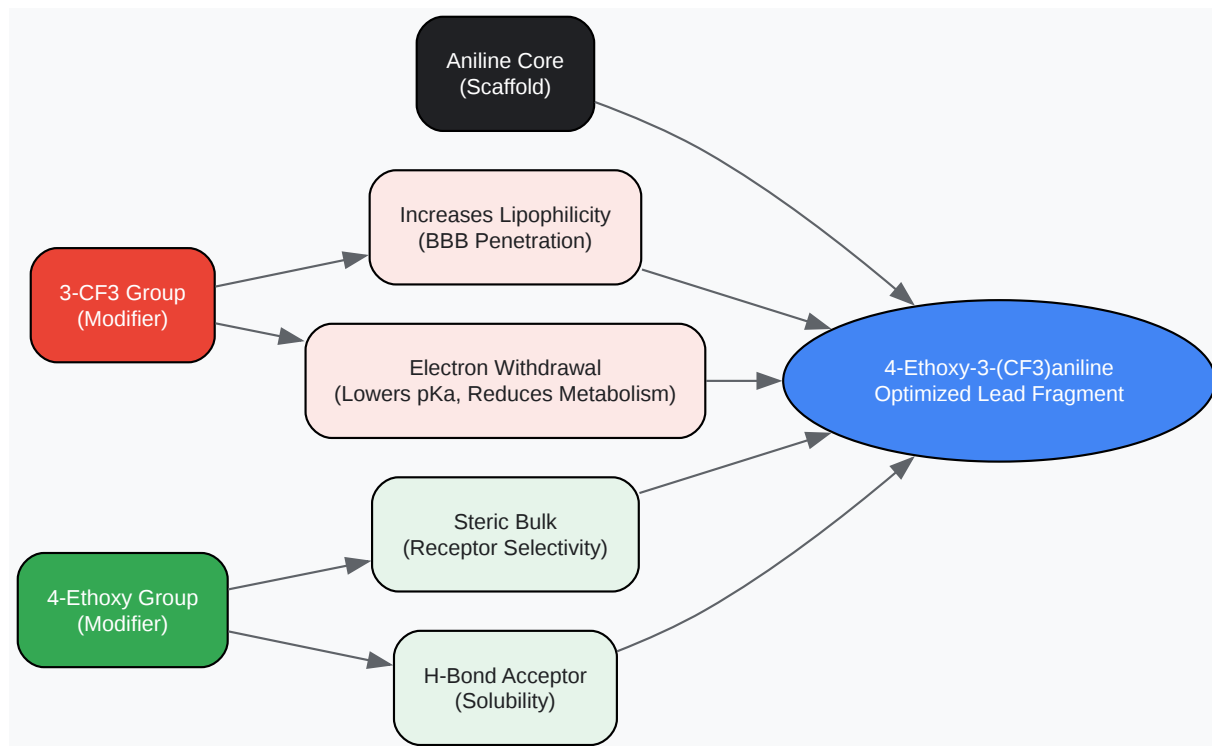 Aniline Core
(Scaffold)
Increases Lipophilicity
(BBB Penetration)
3-CF3 Group
(Modifier)
Electron Withdrawal
(Lowers pKa, Reduces Metabolism)
4-Ethoxy-3-(CF3)aniline
Optimized Lead Fragment
Steric Bulk
(Receptor Selectivity)
4-Ethoxy Group
(Modifier)
H-Bond Acceptor
(Solubility)